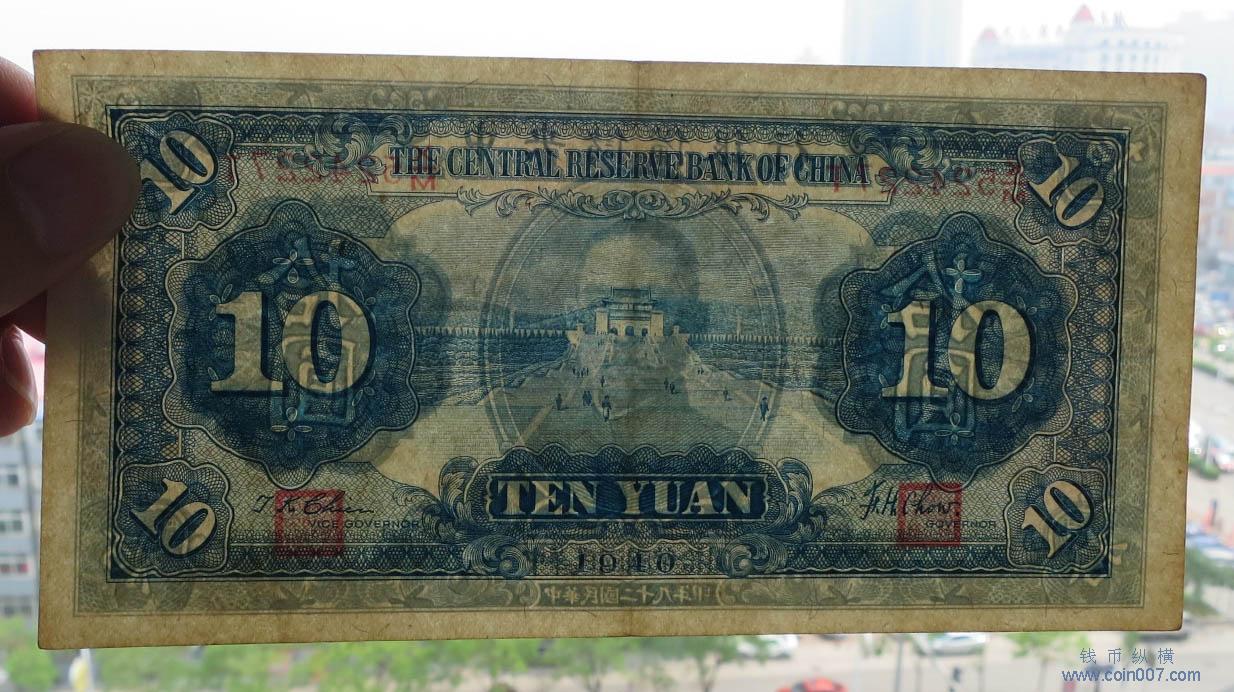 THE CENTRAL RESERVE BANK OF CHINA
10
10
10
10
TEN YUAN
VICE GOVERNOR
F. H. Chow.
GOVERNOR
10
10
1940
钱币纵横
www.coin007.com